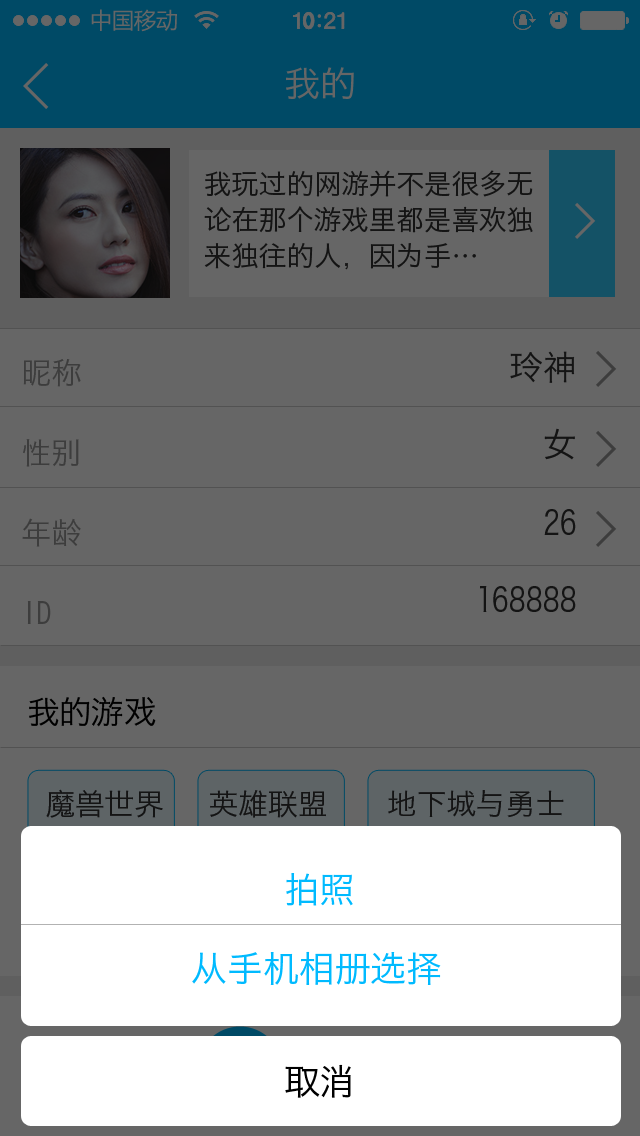 中国移动 10:21
我的
我玩过的网游并不是很多无
论在那个游戏里都是喜欢独
来独往的人，因为手…
昵称 玲神
性别 女
年龄 26
ID 168888
我的游戏
魔兽世界 英雄联盟 地下城与勇士
拍照
从手机相册选择
取消